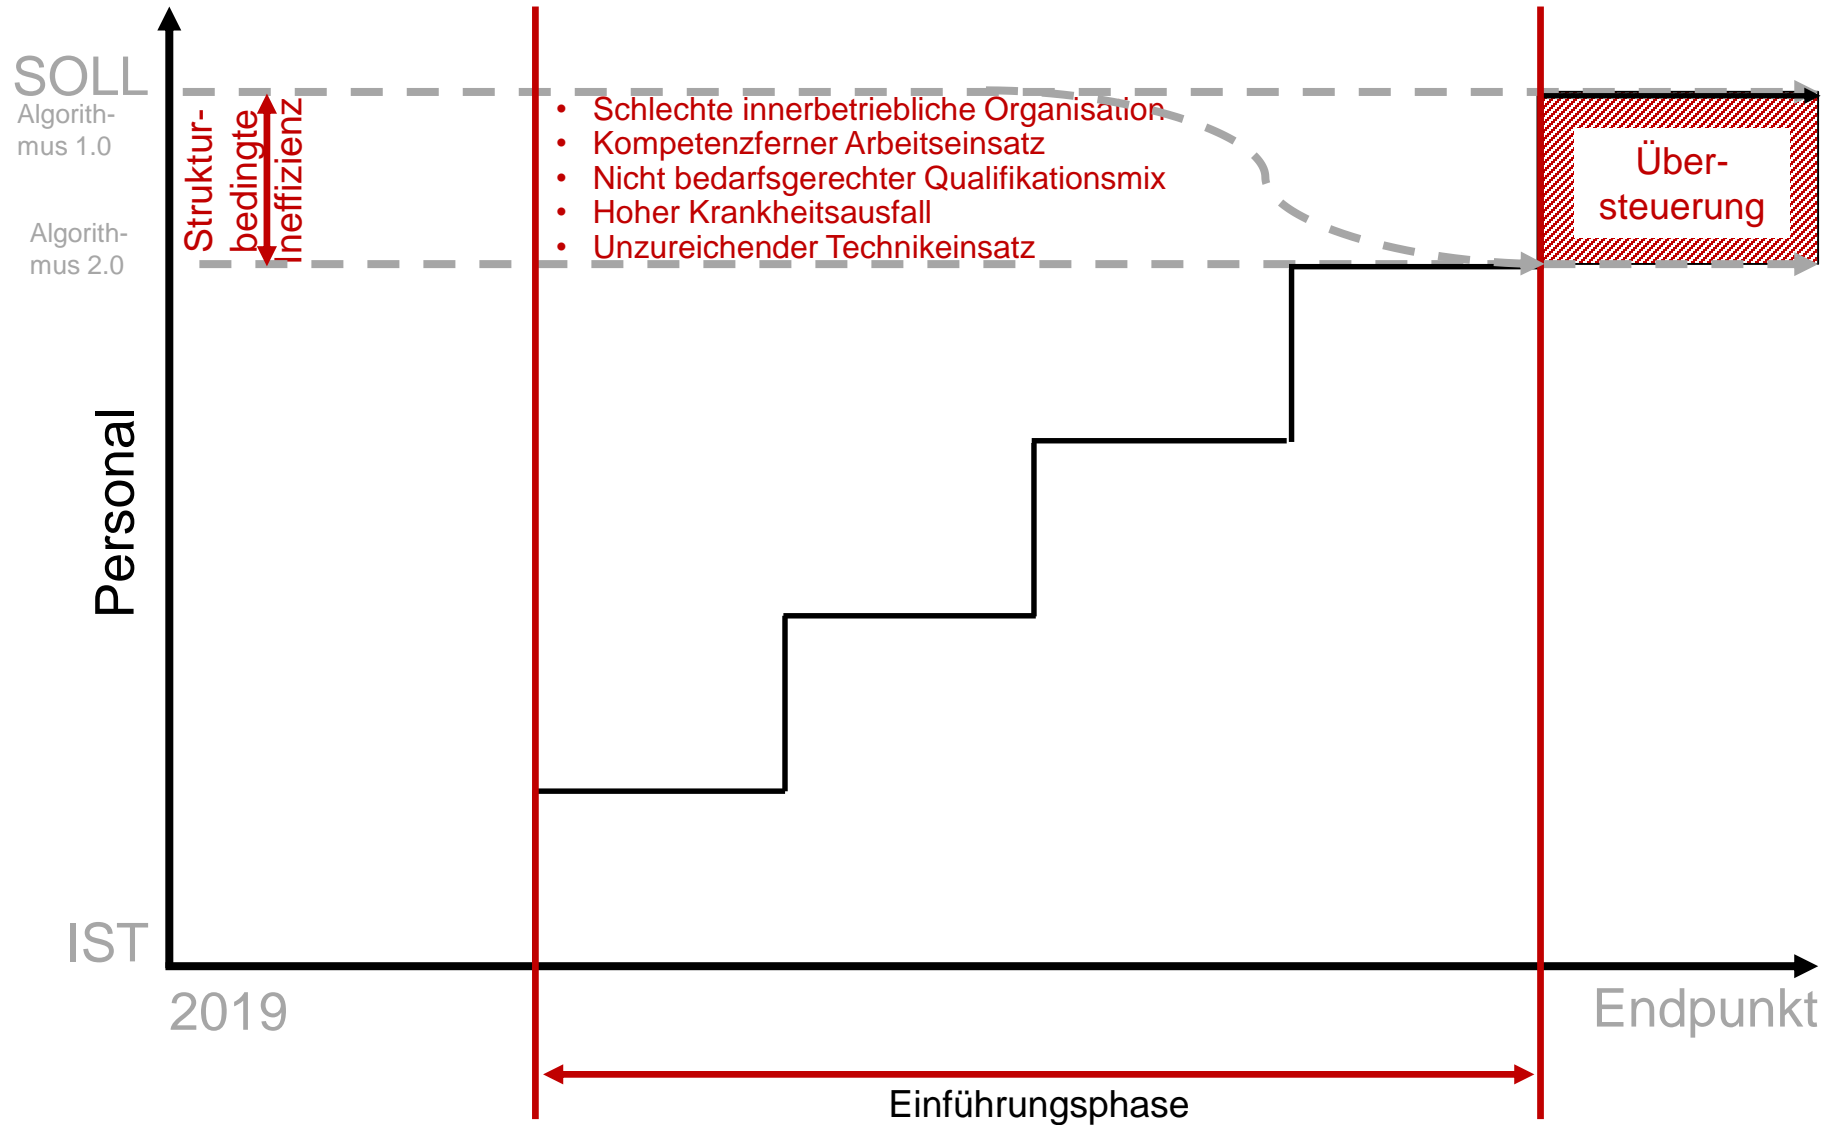 SOLL
Algorith-
mus 1.0
Algorith-
mus 2.0
Struktur-
bedingte
Ineffizienz
• Schlechte innerbetriebliche Organisation
• Kompetenzferner Arbeitseinsatz
• Nicht bedarfsgerechter Qualifikationsmix
• Hoher Krankheitsausfall
• Unzureichender Technikeinsatz
Über-
steuerung
Personal
IST
2019
Endpunkt
Einführungsphase